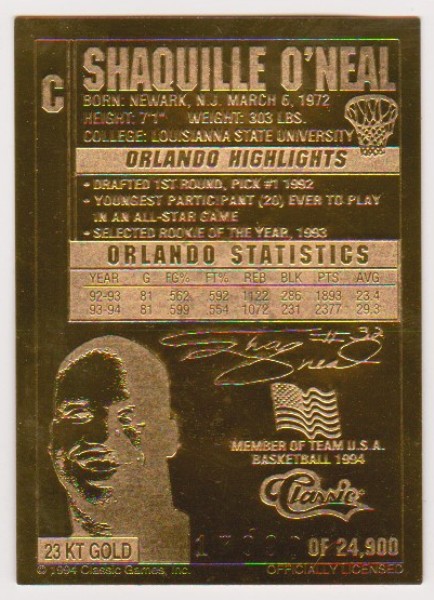 C
SHAQUILLE O'NEAL
BORN: NEWARK, N.J. MARCH 6, 1972
HEIGHT: 7'1" WEIGHT: 303 LBS.
COLLEGE: LOUISIANNA STATE UNIVERSITY
ORLANDO HIGHLIGHTS
• DRAFTED 1ST ROUND, PICK #1 1992
• YOUNGEST PARTICIPANT (20) EVER TO PLAY
IN AN ALL-STAR GAME
• SELECTED ROOKIE OF THE YEAR, 1993
ORLANDO STATISTICS
YEAR G FG% FT% REB BLK PTS AVG
92-93 81 562 592 1122 286 1893 23.4
93-94 81 599 554 1072 231 2377 29.3
Shaq O'Neal #32
MEMBER OF TEAM U.S.A.
BASKETBALL 1994
Classic
23 KT GOLD
OF 24,900
© 1994 Classic Games, Inc. OFFICIALLY LICENSED